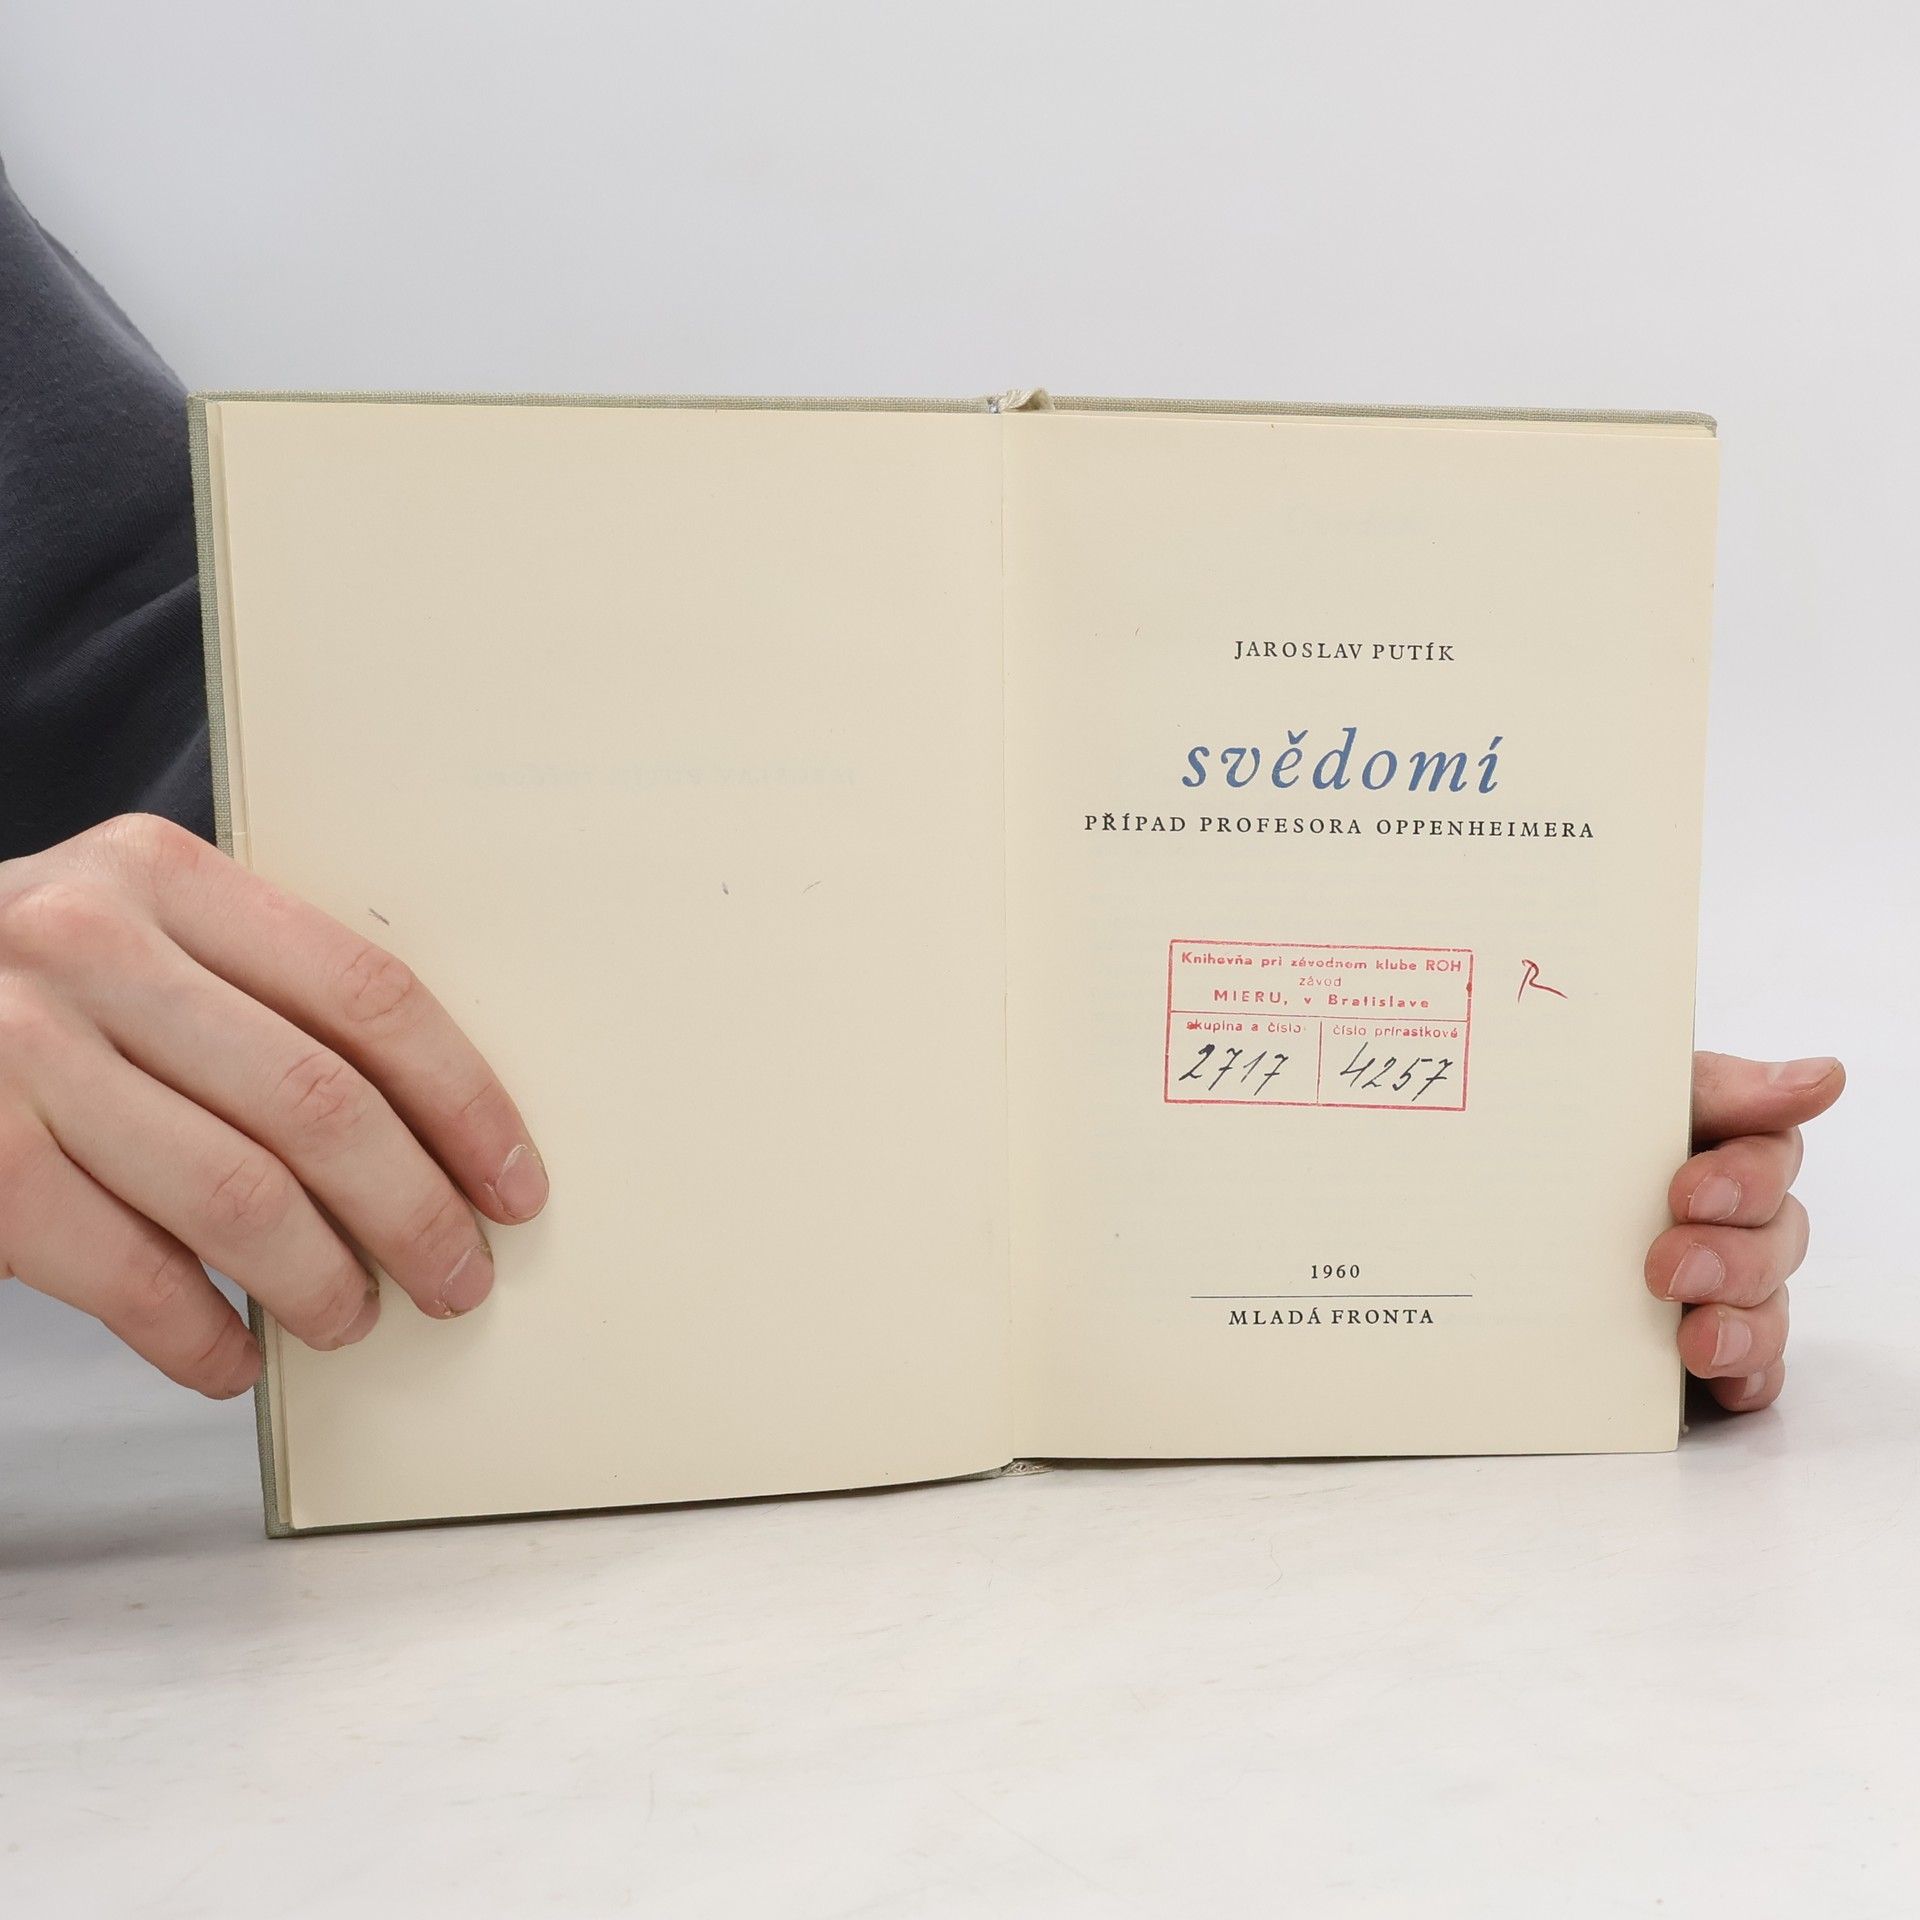 JAROSLAV PUTÍK
svědomí
PŘÍPAD PROFESORA OPPENHEIMERA
Knihovňa pri závodnom klube ROH
závod
MIERU, v Bratislave
skupina a číslo
číslo prírastkové
2717
4257
R
1960
MLADÁ FRONTA